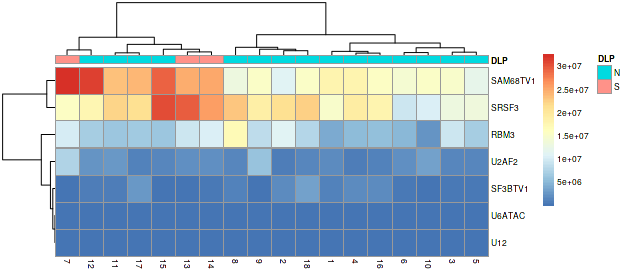 DLP
SAM68TV1
SRSF3
RBM3
U2AF2
SF3BTV1
U6ATAC
U12
7 12 11 17 15 13 14 8 9 2 18 1 4 16 6 10 3 5
3e+07
2.5e+07
2e+07
1.5e+07
1e+07
5e+06
DLP
N
S